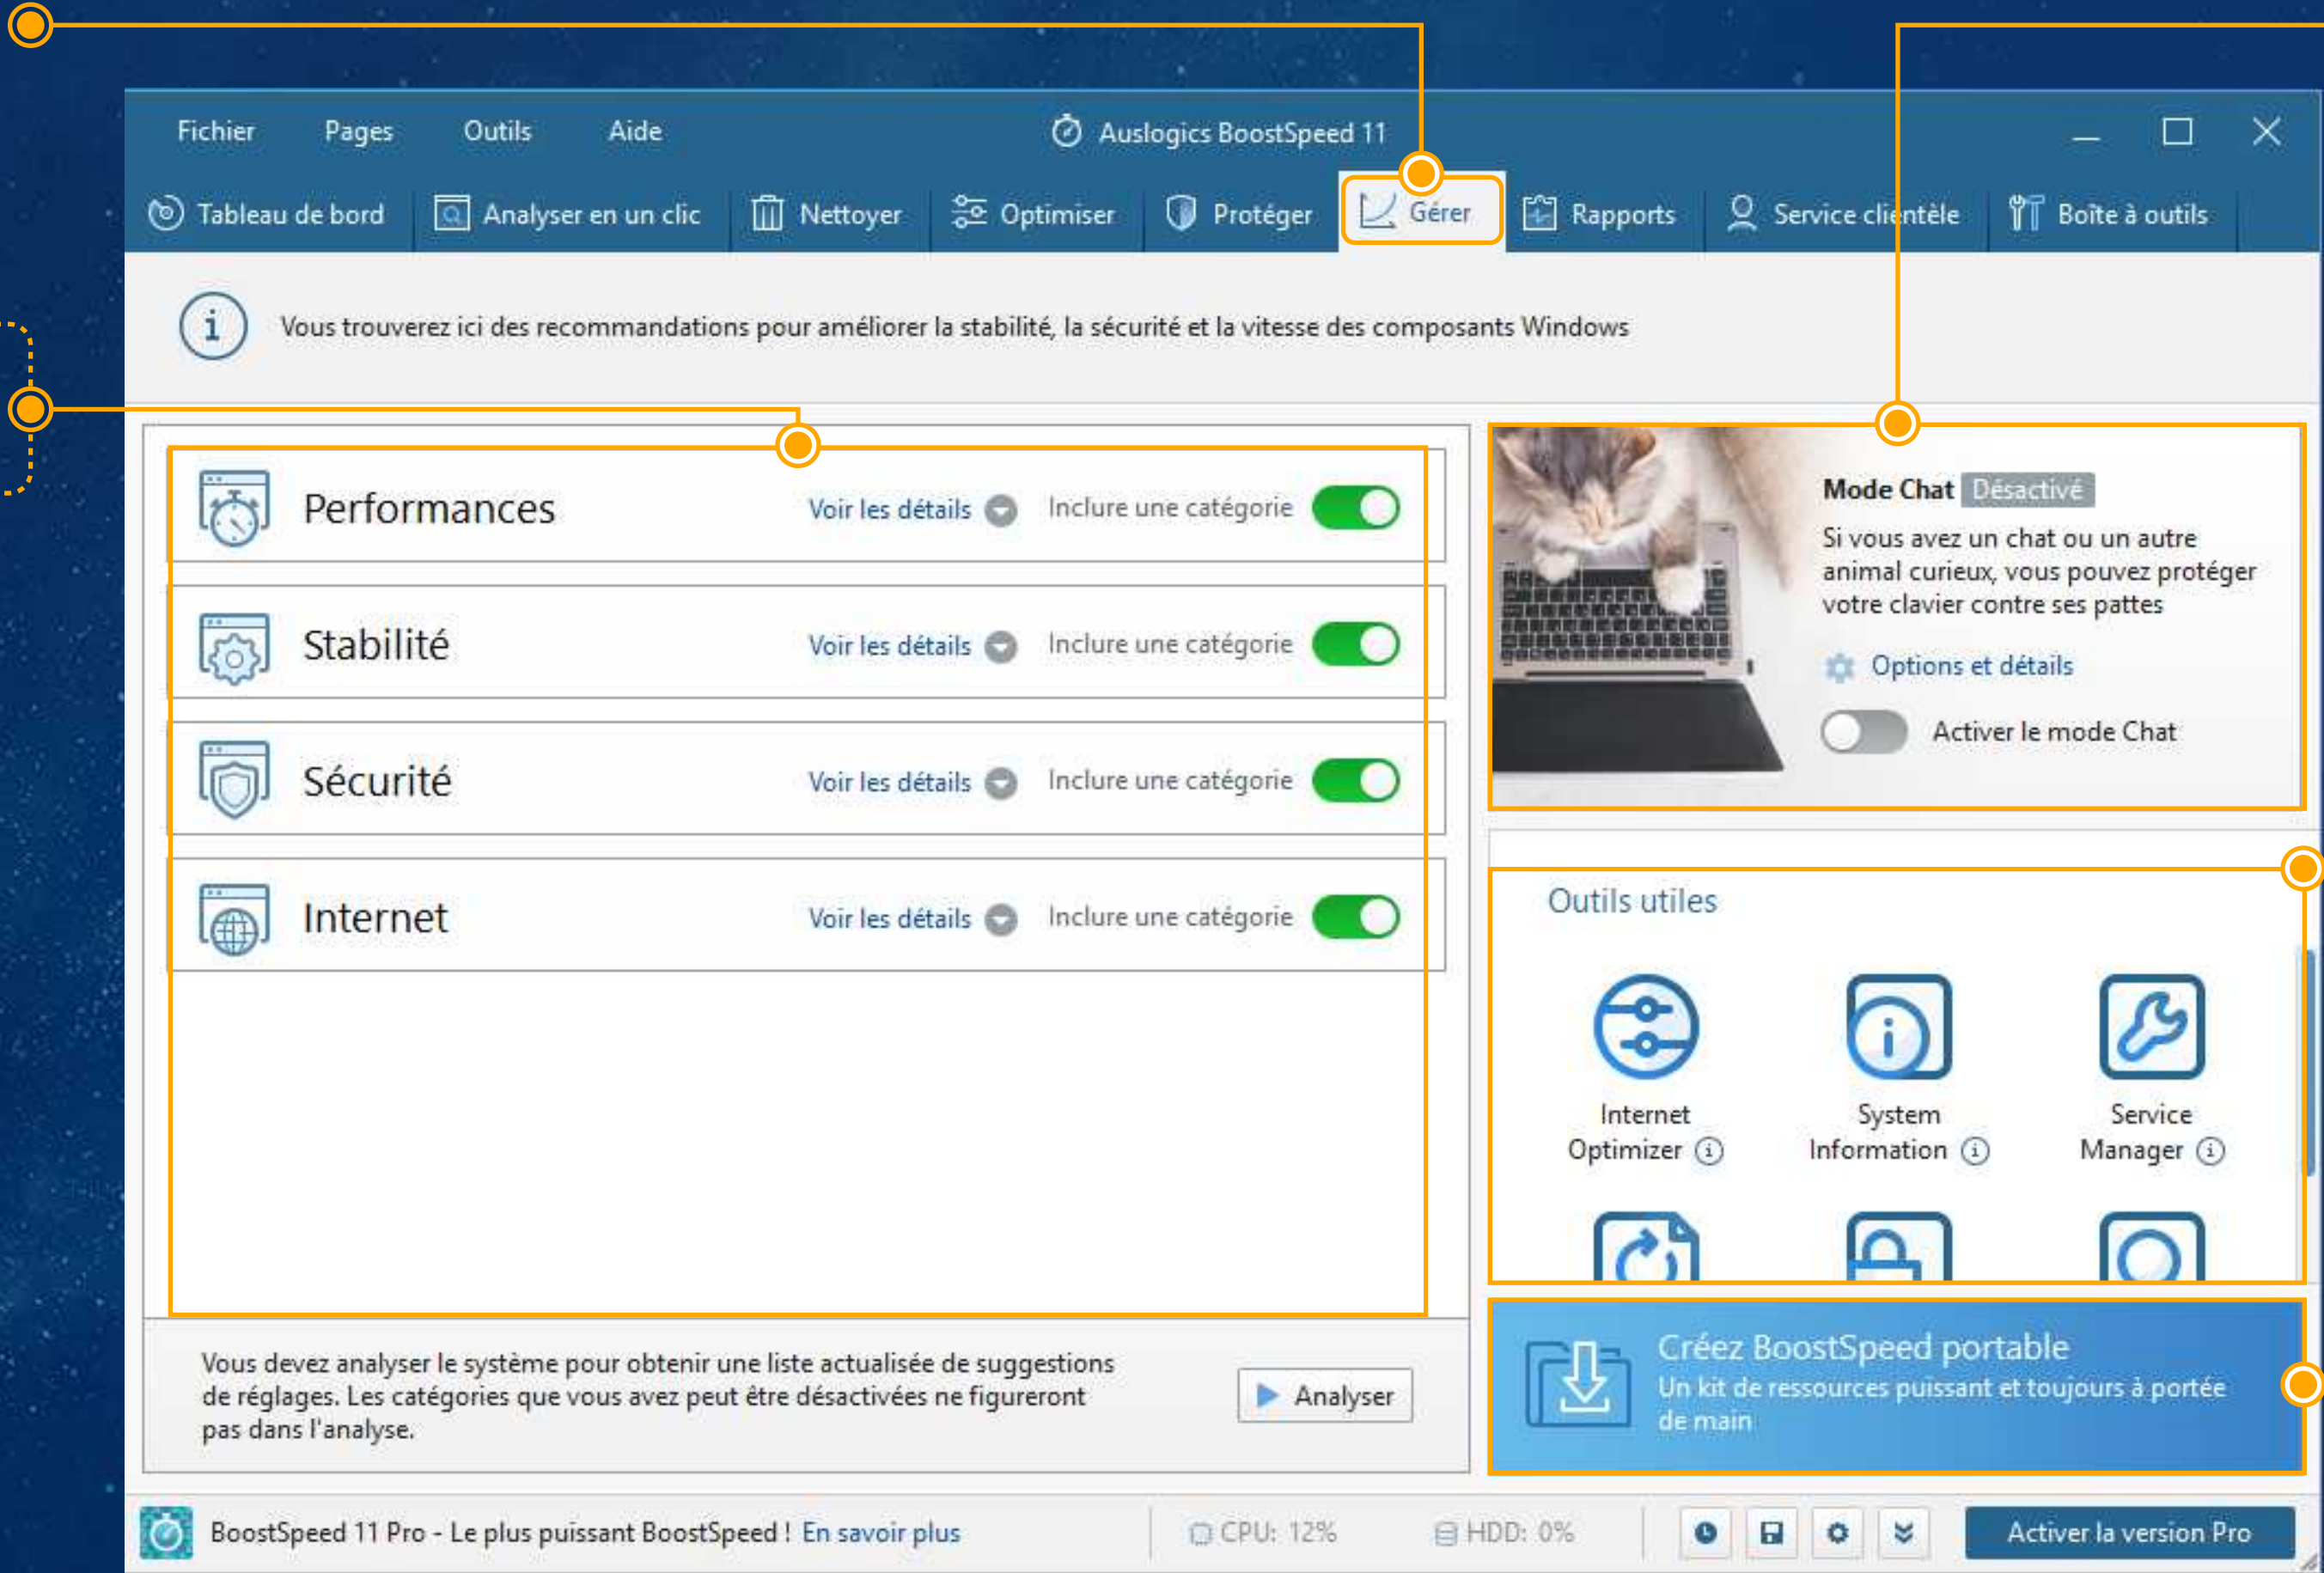 Fichier Pages Outils Aide Auslogics BoostSpeed 11
Tableau de bord Analyser en un clic Nettoyer Optimiser Protéger Gérer Rapports Service clientèle Boîte à outils
Vous trouverez ici des recommandations pour améliorer la stabilité, la sécurité et la vitesse des composants Windows
Performances Voir les détails Inclure une catégorie
Stabilité Voir les détails Inclure une catégorie
Sécurité Voir les détails Inclure une catégorie
Internet Voir les détails Inclure une catégorie
Vous devez analyser le système pour obtenir une liste actualisée de suggestions
de réglages. Les catégories que vous avez peut être désactivées ne figureront
pas dans l'analyse.
Analyser
Mode Chat Désactivé
Si vous avez un chat ou un autre
animal curieux, vous pouvez protéger
votre clavier contre ses pattes
Options et détails
Activer le mode Chat
Outils utiles
Internet
Optimizer
System
Information
Service
Manager
Créez BoostSpeed portable
Un kit de ressources puissant et toujours à portée
de main
BoostSpeed 11 Pro - Le plus puissant BoostSpeed ! En savoir plus CPU: 12% HDD: 0% Activer la version Pro